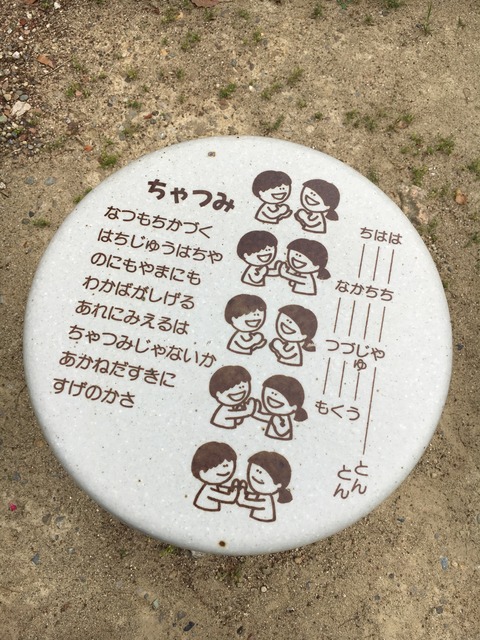 ちゃつみ
なつもちかづく
はちじゅうはちや
のにもやまにも
わかばがしげる
あれにみえるは
ちゃつみじゃないか
あかねだすきに
すげのかさ
ちはは
なかちち
つづじや
ゅ
もくう
とん
とん